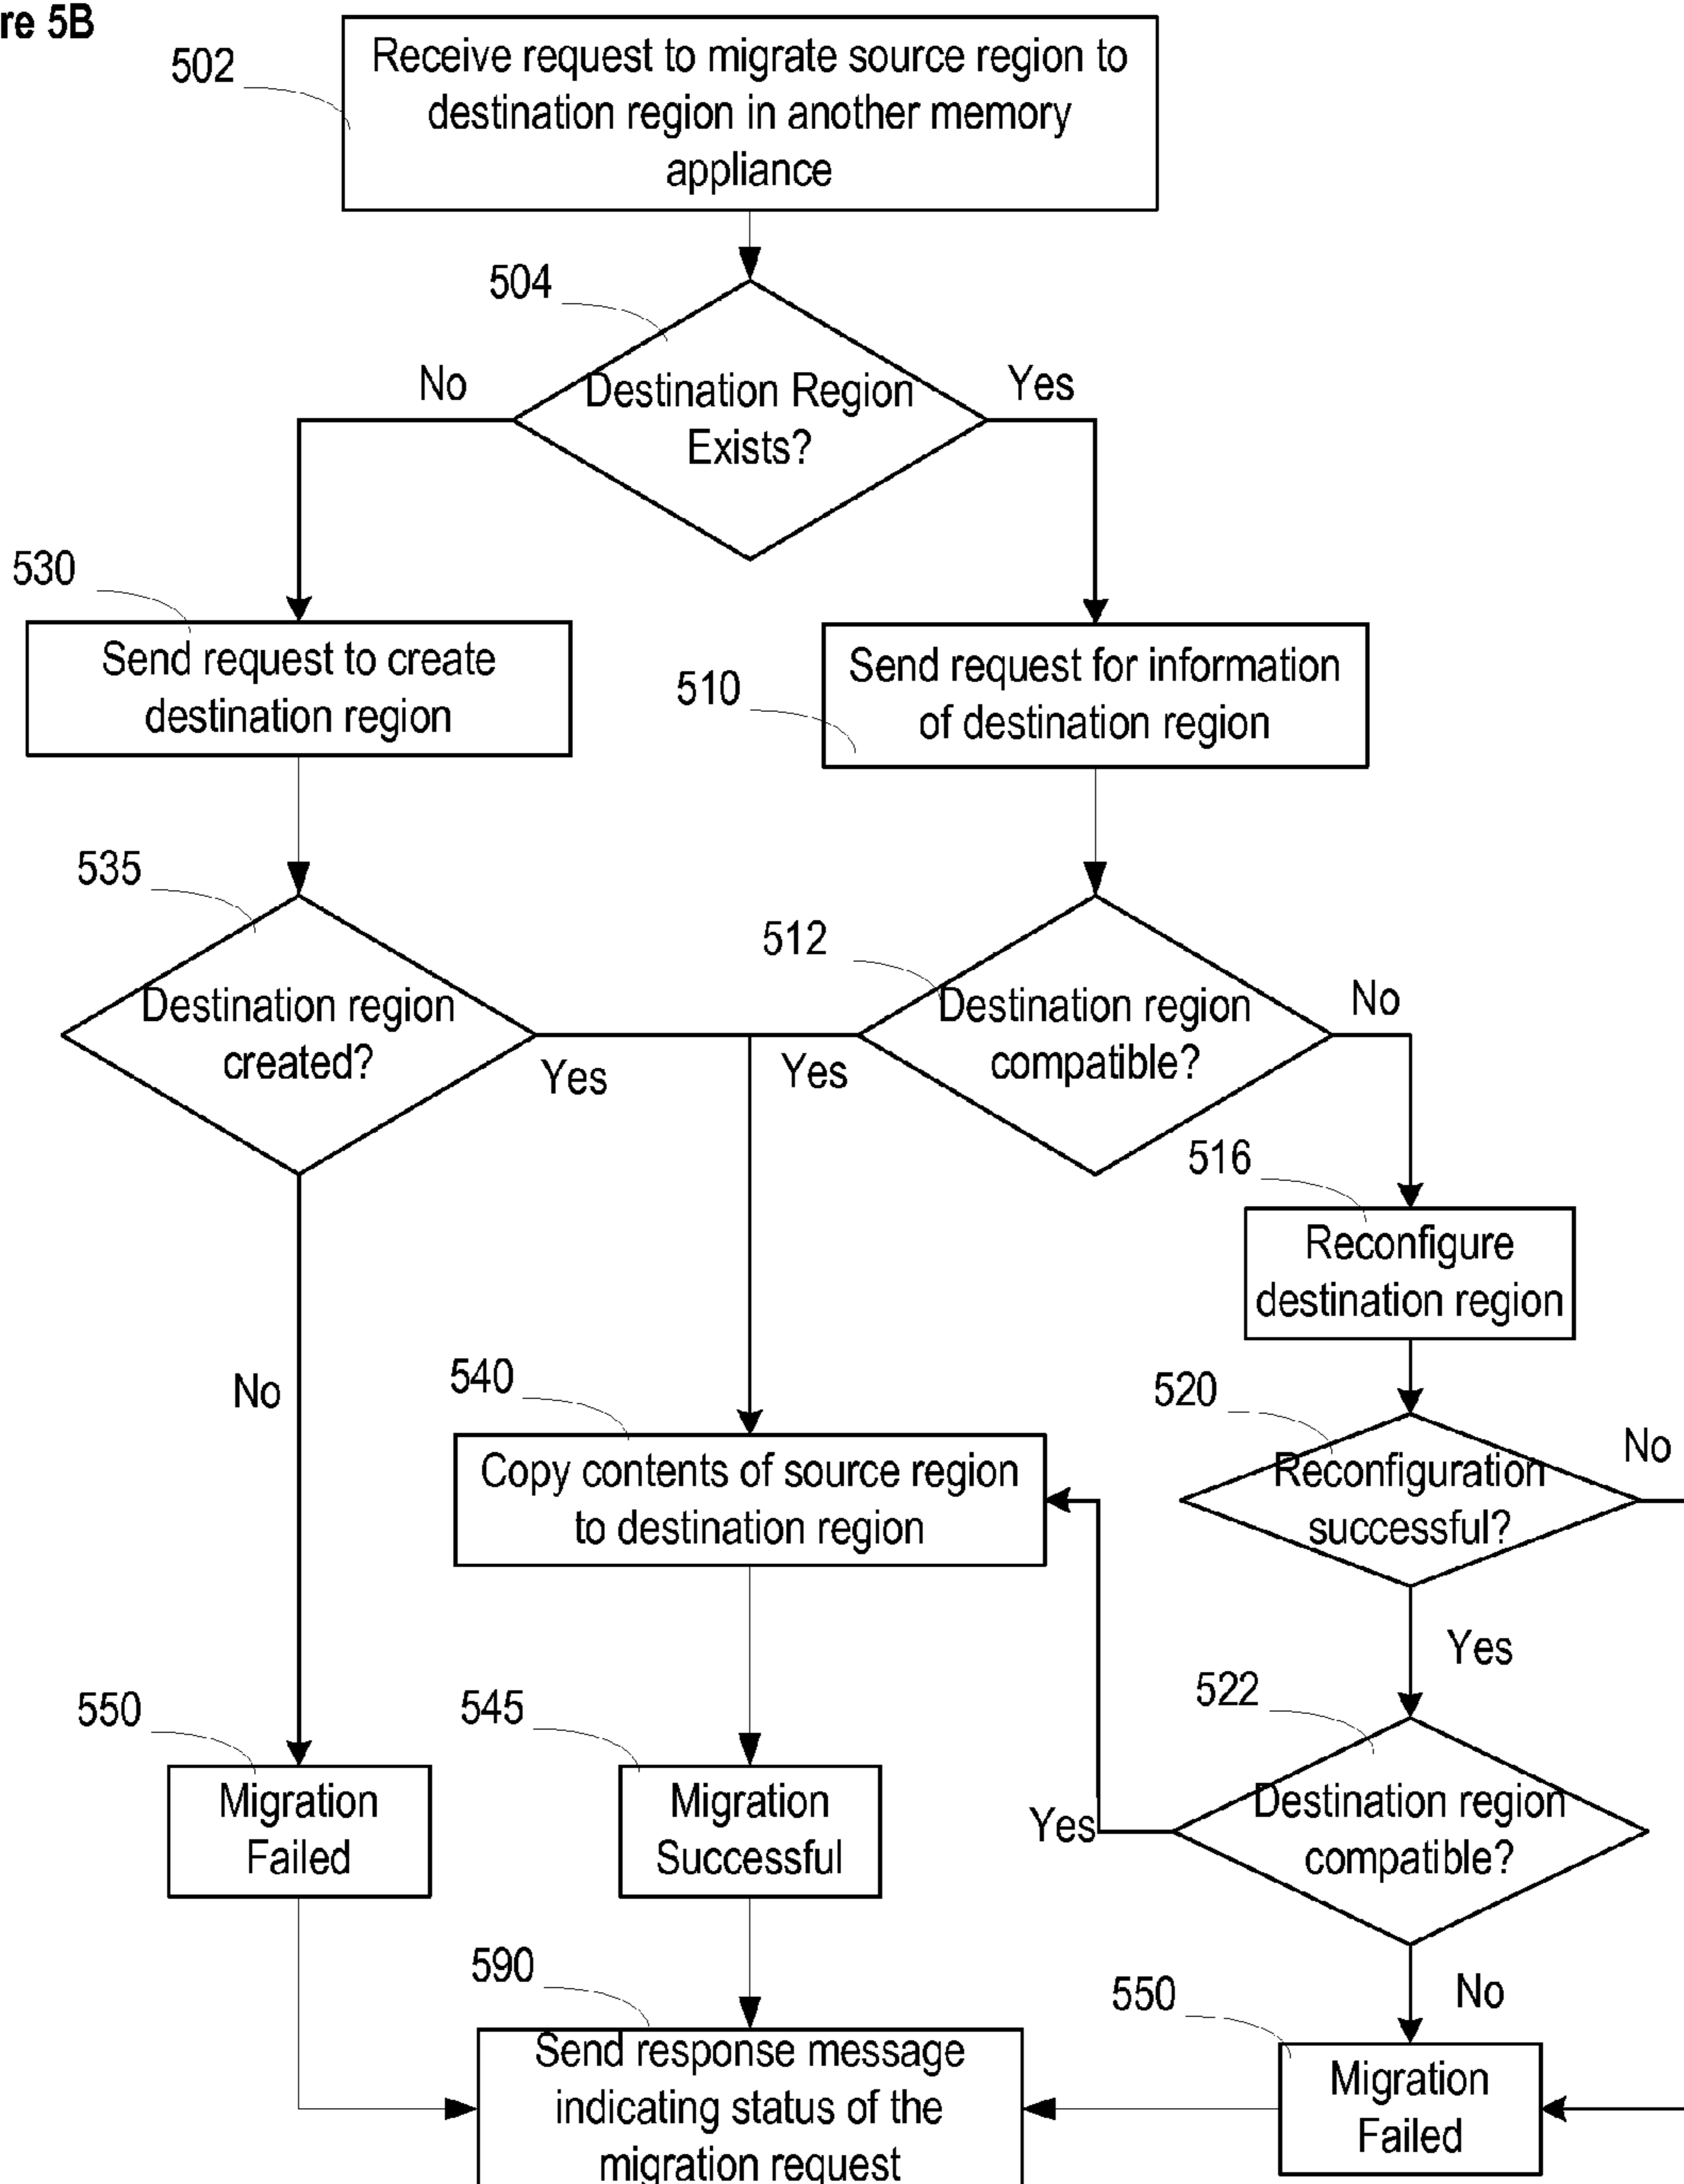 re 5B
502
Receive request to migrate source region to
destination region in another memory
appliance
504
No
Destination Region
Exists?
Yes
530
Send request to create
destination region
510
Send request for information
of destination region
535
Destination region
created?
Yes
512
Destination region
compatible?
Yes
No
516
Reconfigure
destination region
No
540
Copy contents of source region
to destination region
520
Reconfiguration
successful?
No
Yes
550
Migration
Failed
545
Migration
Successful
522
Destination region
compatible?
Yes
No
590
Send response message
indicating status of the
migration request
550
Migration
Failed